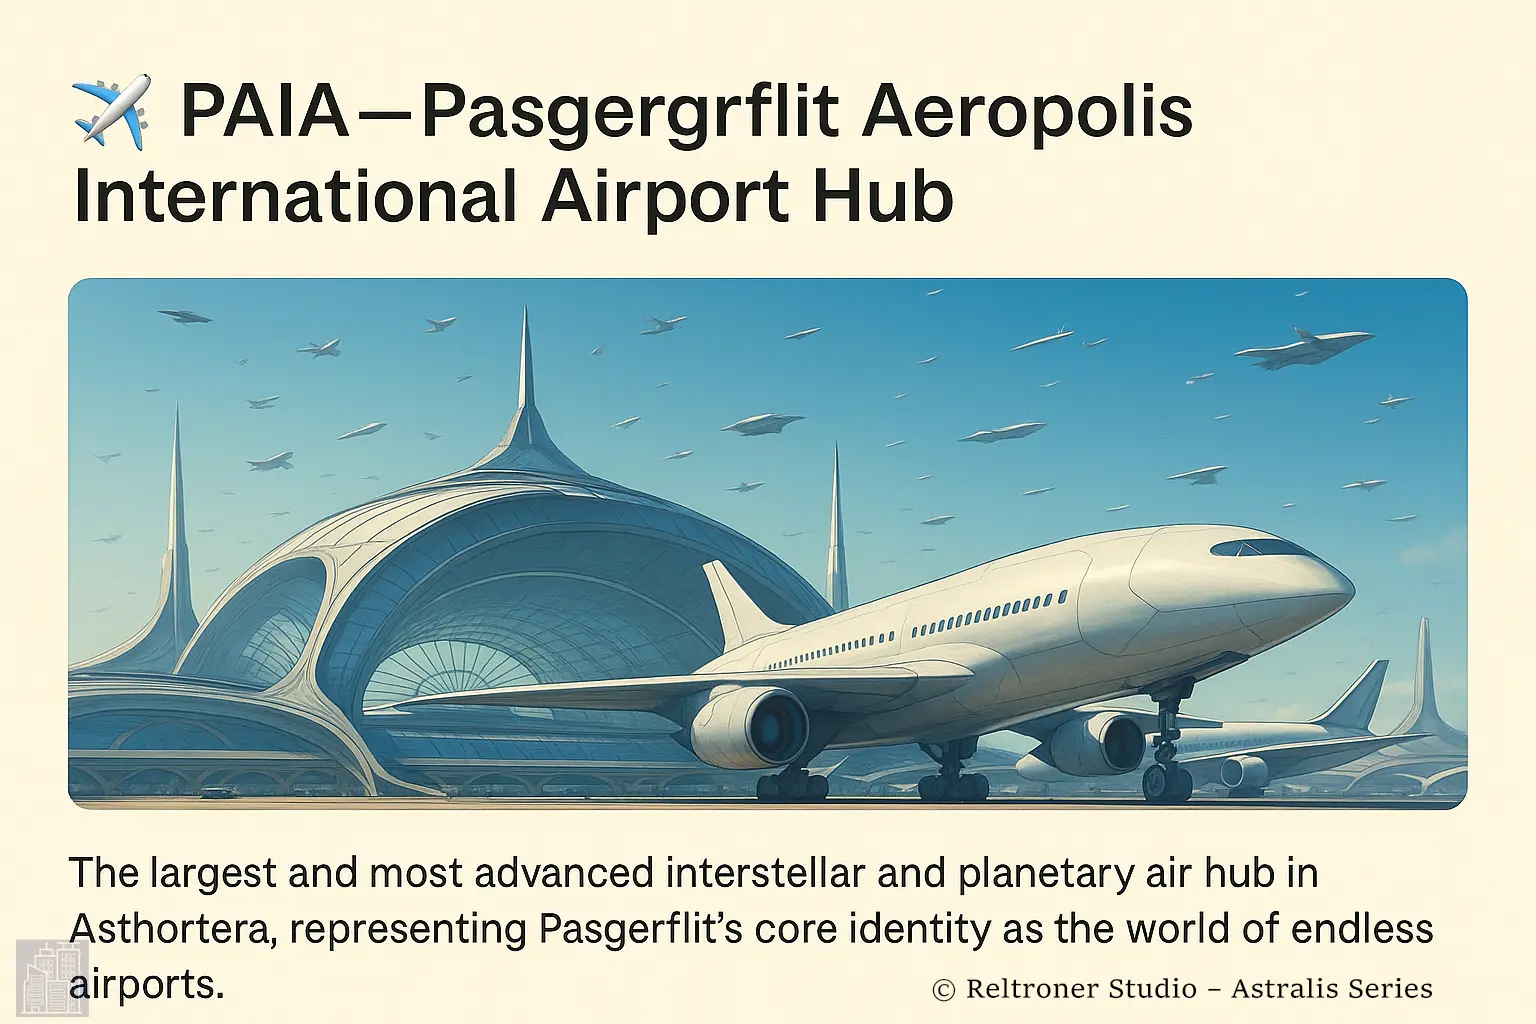 ✈️ PAIA—Pasgergrflit Aeropolis
International Airport Hub
The largest and most advanced interstellar and planetary air hub in
Asthortera, representing Pasgerflit's core identity as the world of endless
airports.
© Reltroner Studio – Astralis Series